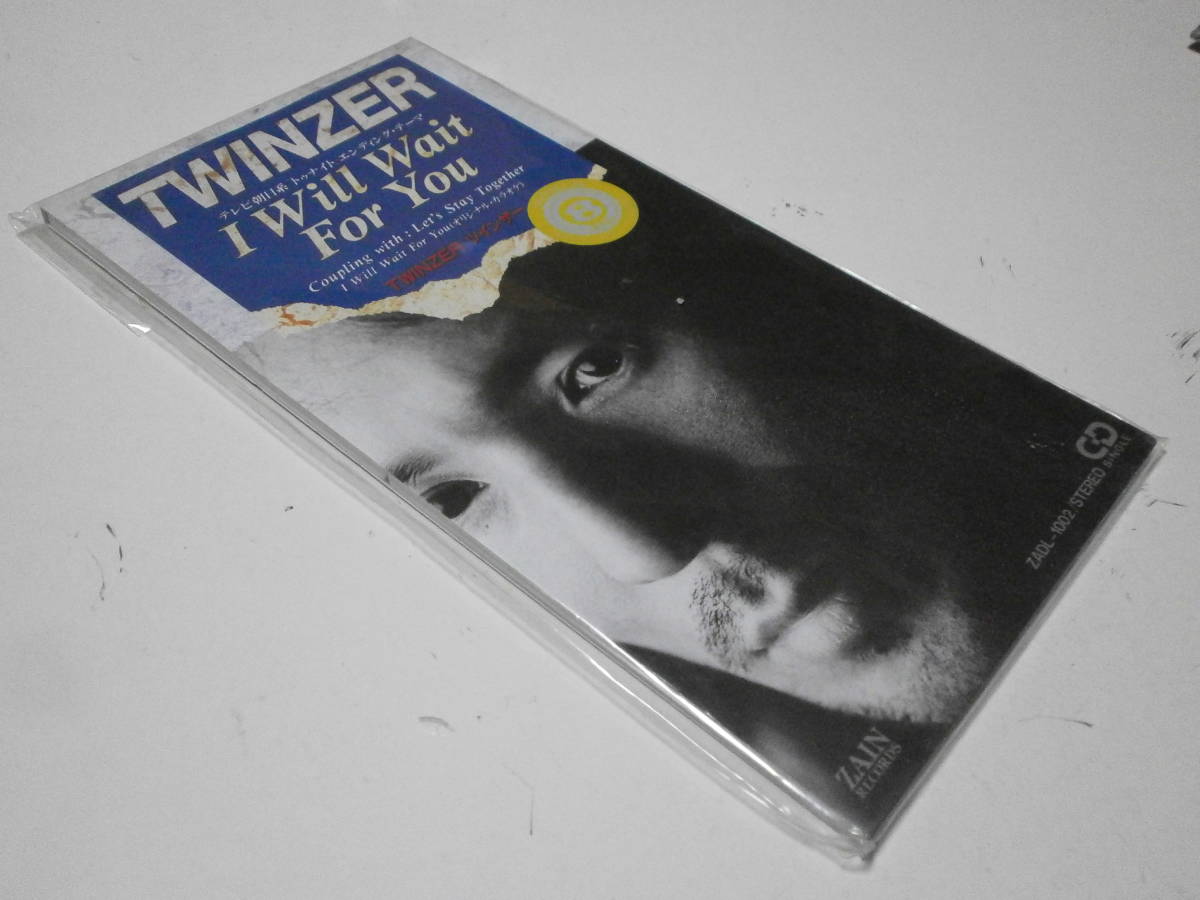 TWINZER
テレビ朝日系 トゥナイト エンディング・テーマ
I Will Wait
For You
Coupling with : Let's Stay Together
I Will Wait For You(オリジナル・カラオケ)
TWINZER ツインザー
CD
SINGLE
ZADL-1002/STEREO
ZAIN
RECORDS